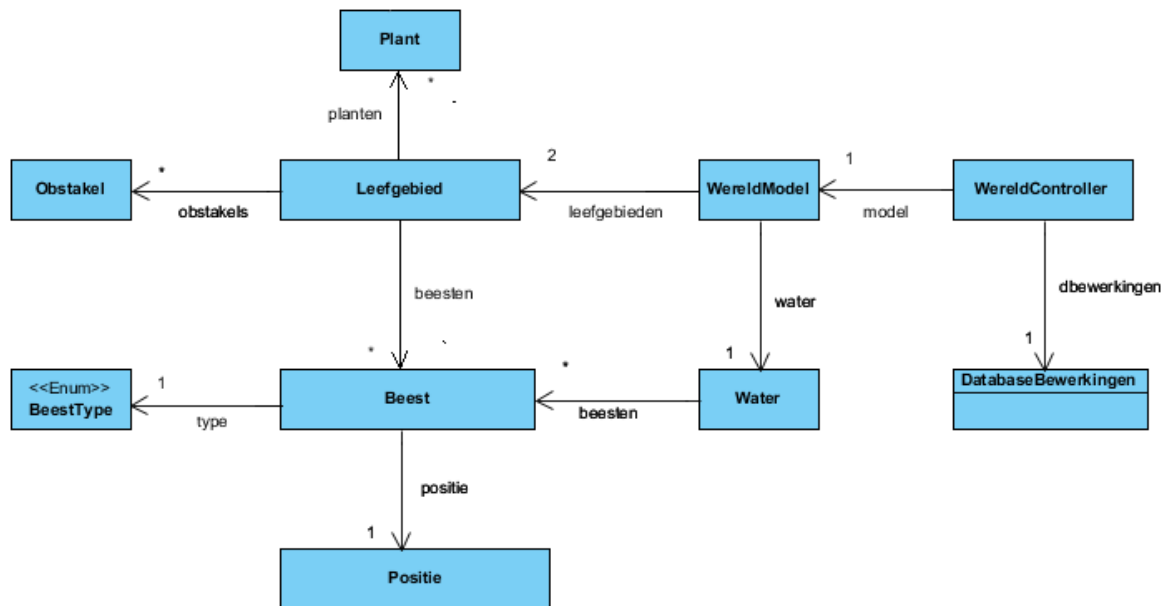 Plant
*
planten
Obstakel
*
obstakels
Leefgebied
2
leefgebieden
WereldModel
1
model
WereldController
beesten
*
water
1
dbewerkingen
1
<<Enum>>
BeestType
1
type
Beest
*
beesten
Water
DatabaseBewerkingen
positie
1
Positie